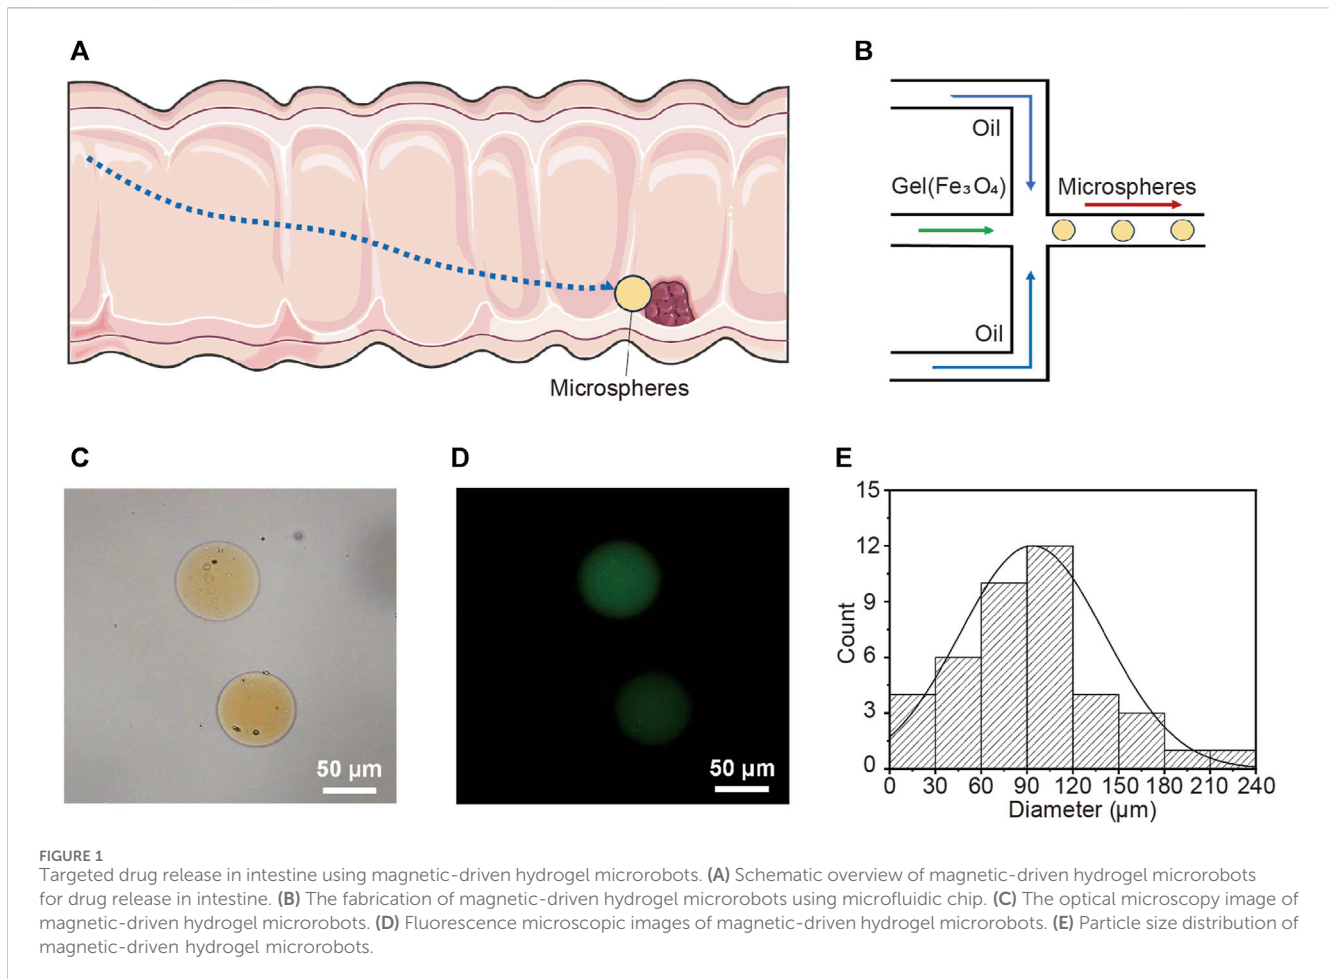 A
Microspheres
B
Oil
Gel(Fe₃O₄)
Microspheres
Oil
C
50 µm
D
50 µm
E
15
12
9
6
3
0
Count
0 30 60 90 120 150 180 210 240
Diameter (µm)
FIGURE 1
Targeted drug release in intestine using magnetic-driven hydrogel microrobots. (A) Schematic overview of magnetic-driven hydrogel microrobots
for drug release in intestine. (B) The fabrication of magnetic-driven hydrogel microrobots using microfluidic chip. (C) The optical microscopy image of
magnetic-driven hydrogel microrobots. (D) Fluorescence microscopic images of magnetic-driven hydrogel microrobots. (E) Particle size distribution of
magnetic-driven hydrogel microrobots.